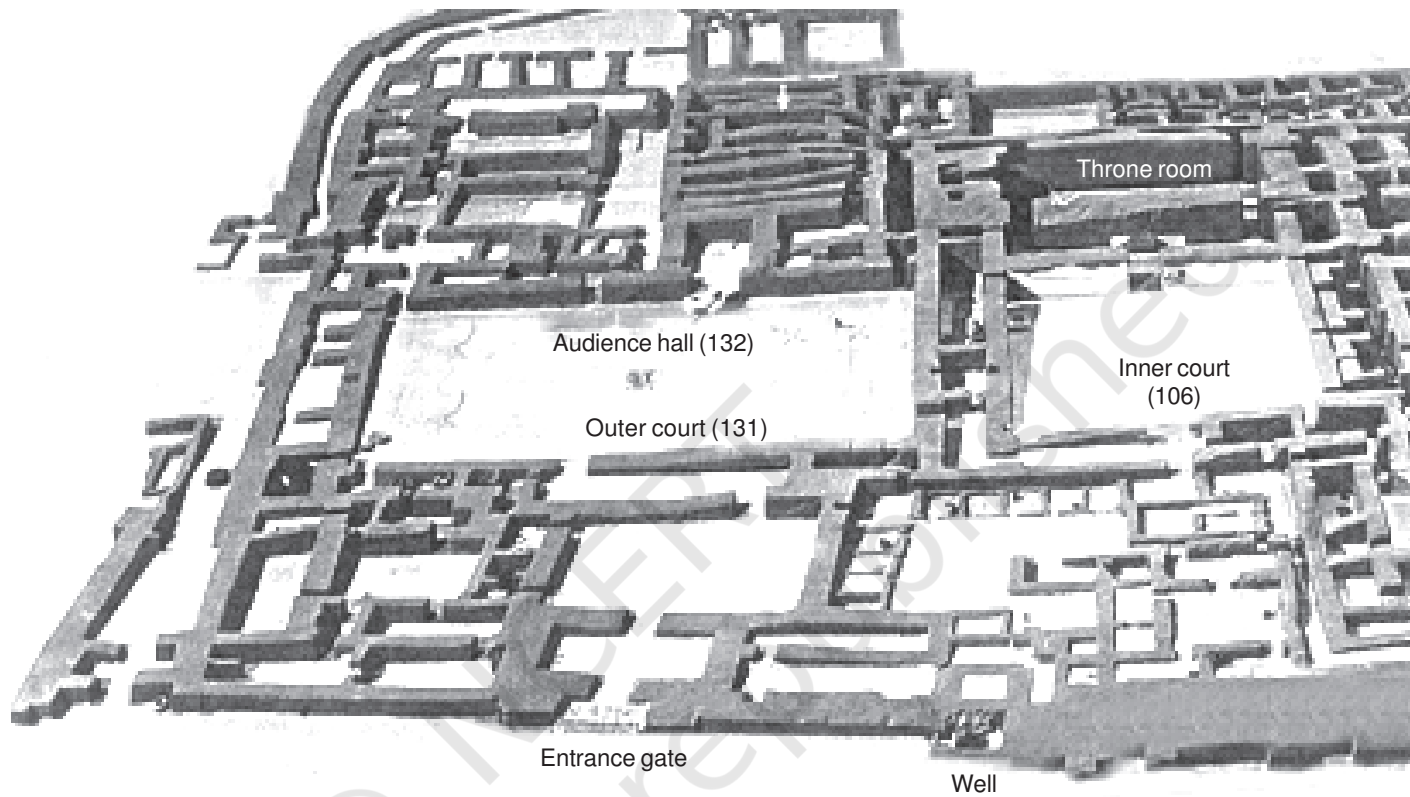 Throne room
Audience hall (132)
Inner court
(106)
Outer court (131)
Entrance gate
Well